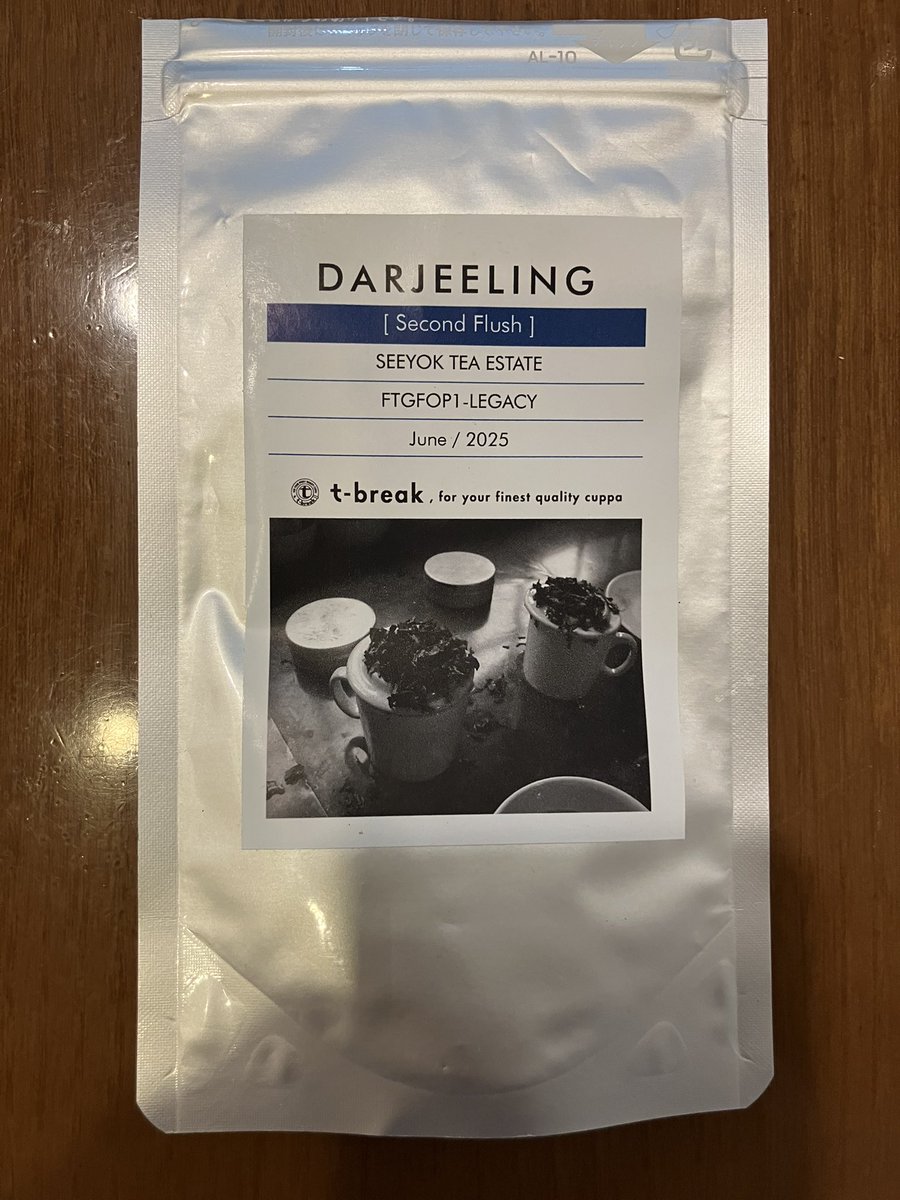 AL-10
DARJEELING
[ Second Flush ]
SEEYOK TEA ESTATE
FTGFOP1-LEGACY
June / 2025
t-break , for your finest quality cuppa